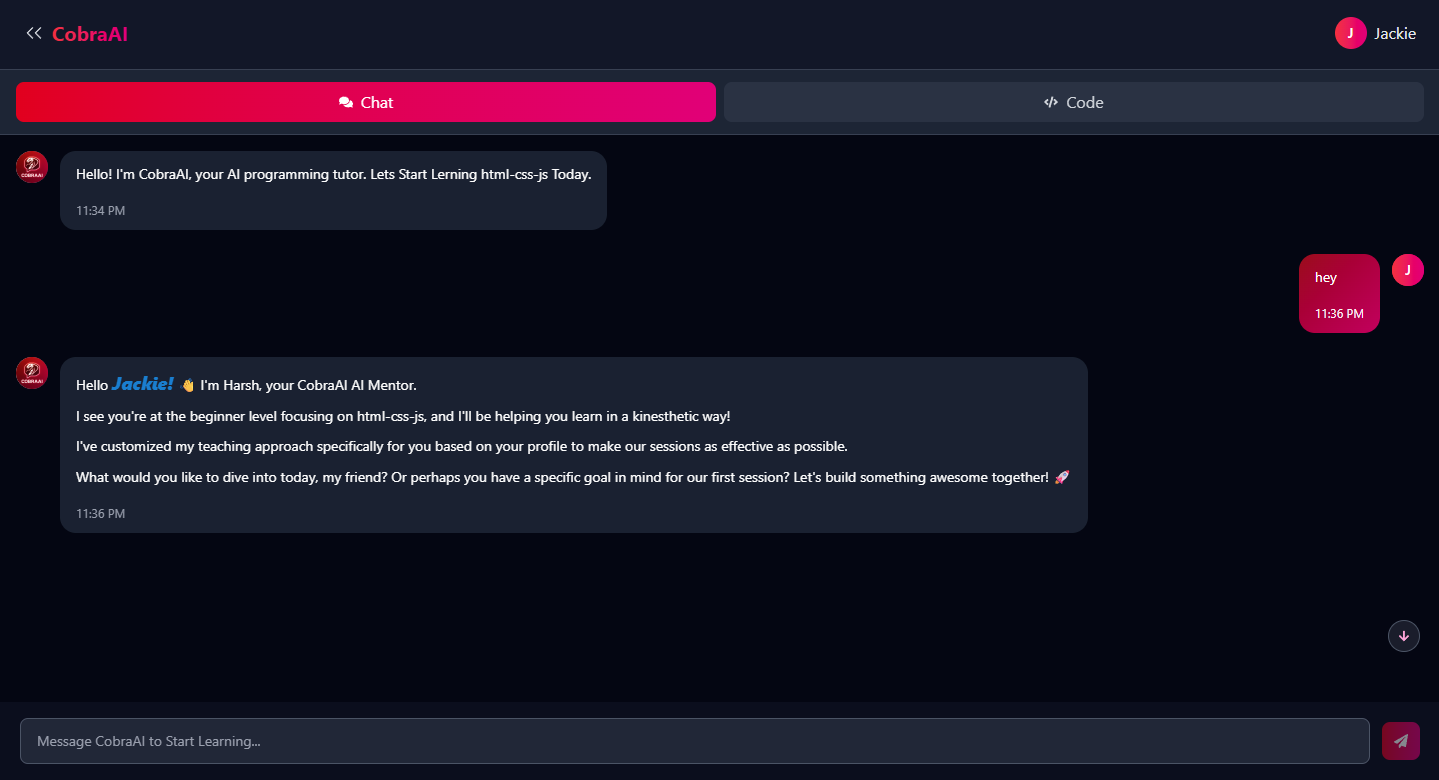 CobraAI
J
Jackie
Chat
Code
COBRAAI
Hello! I'm CobraAI, your AI programming tutor. Lets Start Lerning html-css-js Today.
11:34 PM
hey
J
11:36 PM
COBRAAI
Hello Jackie! 👋 I'm Harsh, your CobraAI AI Mentor.
I see you're at the beginner level focusing on html-css-js, and I'll be helping you learn in a kinesthetic way!
I've customized my teaching approach specifically for you based on your profile to make our sessions as effective as possible.
What would you like to dive into today, my friend? Or perhaps you have a specific goal in mind for our first session? Let's build something awesome together! 🚀
11:36 PM
Message CobraAI to Start Learning...